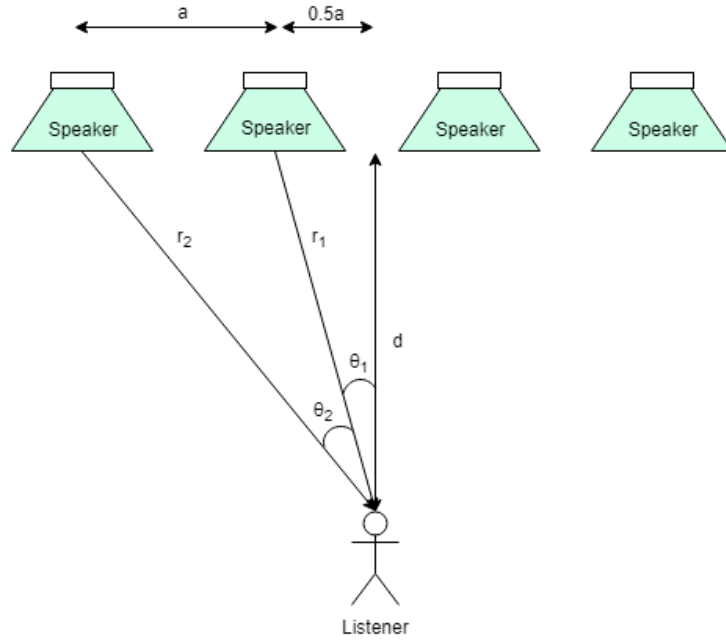 a
0.5a
Speaker
Speaker
Speaker
Speaker
r₂
r₁
d
θ₁
θ₂
Listener